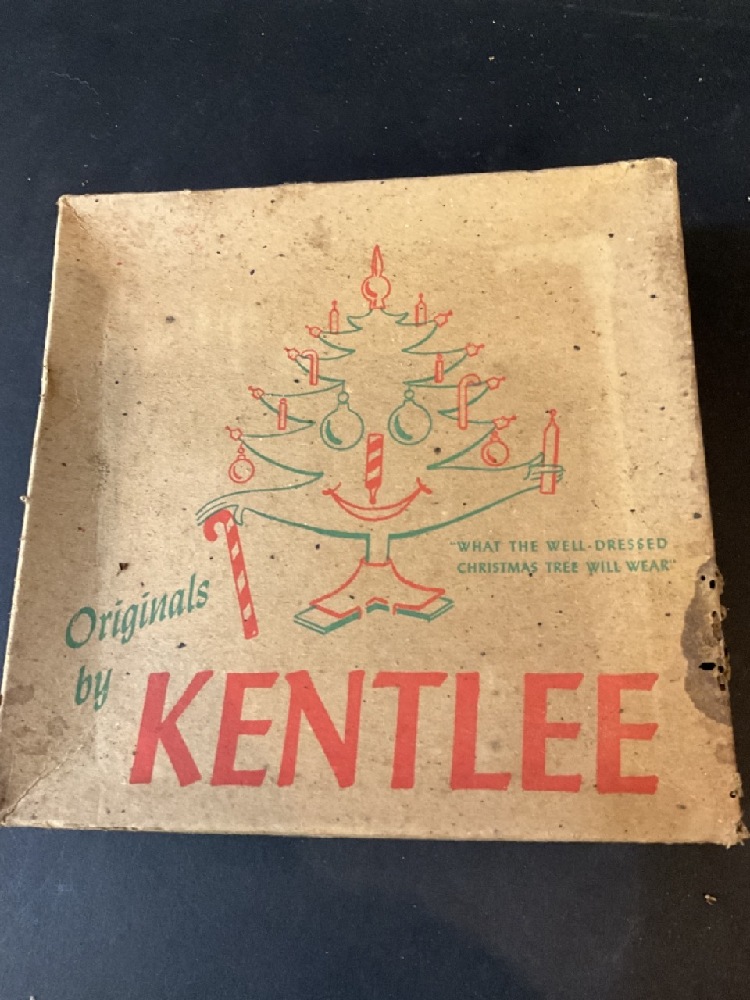 "WHAT THE WELL-DRESSED
CHRISTMAS TREE WILL WEAR"
Originals
by
KENTLEE